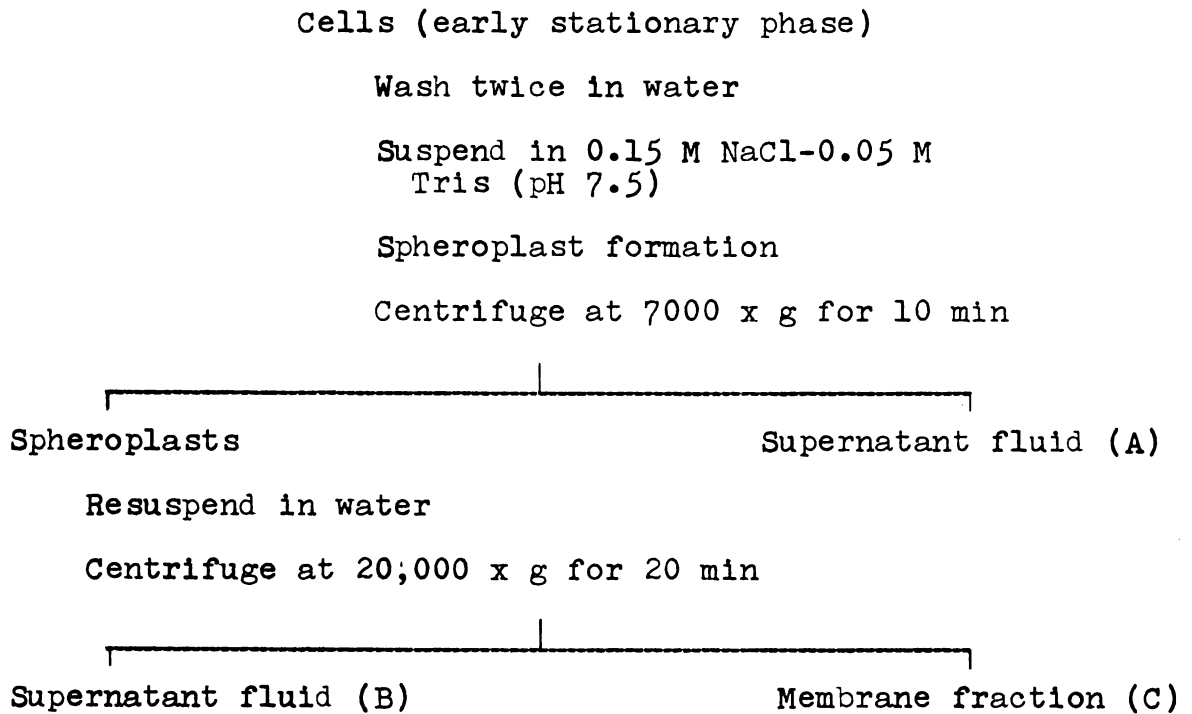 Cells (early stationary phase)
Wash twice in water
Suspend in 0.15 M NaCl-0.05 M
Tris (pH 7.5)
Spheroplast formation
Centrifuge at 7000 x g for 10 min
Spheroplasts
Supernatant fluid (A)
Resuspend in water
Centrifuge at 20,000 x g for 20 min
Supernatant fluid (B)
Membrane fraction (C)